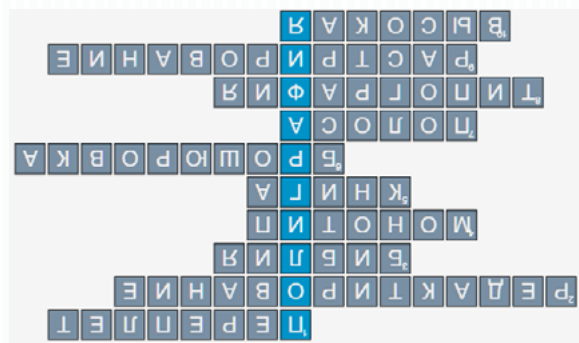 1 ПЕРЕПЛЕТ
2 РЕДАКТИРОВАНИЕ
3 БИБЛИЯ
4 МОНОТИП
5 КНИГА
6 БРОШЮРОВКА
7 ПОЛОСА
8 ТИПОГРАФИЯ
9 РАСТРИРОВАНИЕ
10 ВЫСОКАЯ